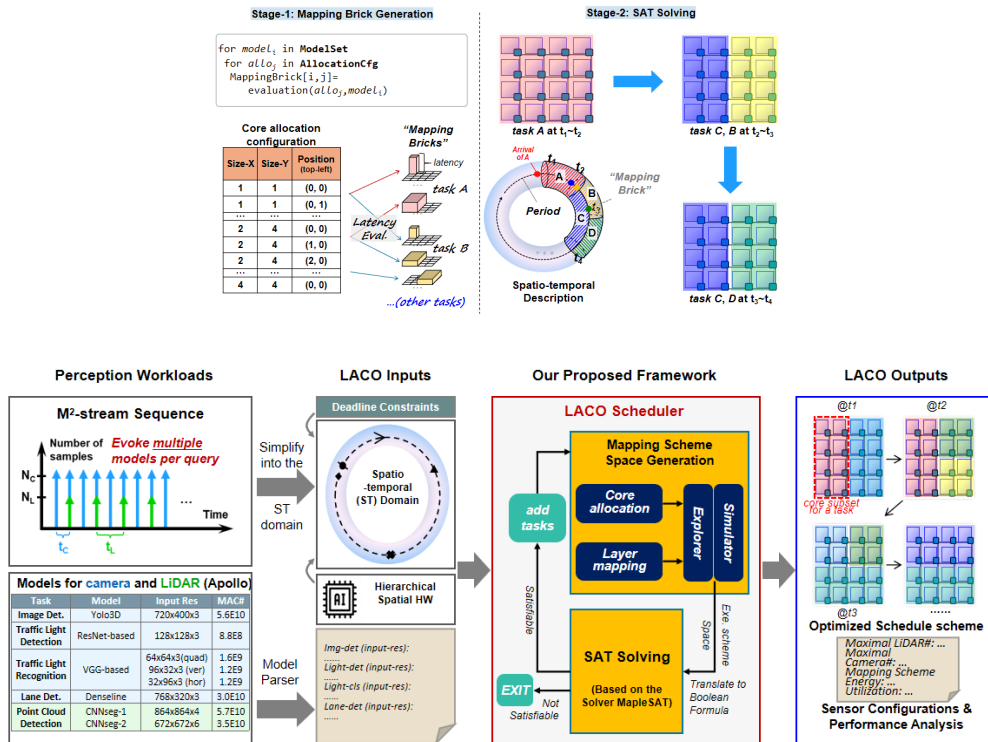 Stage-1: Mapping Brick Generation
for model_i in ModelSet
for allo_j in AllocationCfg
MappingBrick[i,j]=
evaluation(allo_j,model_i)
Core allocation
configuration
Size-X Size-Y Position
(top-left)
1 1 (0, 0)
1 1 (0, 1)
... ... ...
2 4 (0, 0)
2 4 (1, 0)
2 4 (2, 0)
... ... ...
4 4 (0, 0)
Latency
Eval.
“Mapping
Bricks”
latency
...
task A
...
task B
...
...(other tasks)
Stage-2: SAT Solving
task A at t₁~t₂
task C, B at t₂~t₃
task C, D at t₃~t₄
Arrival
of A
t₁
t₂
t₃
t₄
A
B
C
D
Period
“Mapping
Brick”
Spatio-temporal
Description
Perception Workloads
M²-stream Sequence
Number of
samples
Evoke multiple
models per query
N_C
N_L
...
Time
t_C
t_L
Models for camera and LiDAR (Apollo)
Task Model Input Res MAC#
Image Det. Yolo3D 720x400x3 5.6E10
Traffic Light
Detection
ResNet-based 128x128x3 8.8E8
Traffic Light
Recognition
VGG-based
64x64x3(quad) 1.6E9
96x32x3 (ver) 1.2E9
32x96x3 (hor) 1.2E9
Lane Det. Denseline 768x320x3 3.0E10
Point Cloud
Detection
CNNseg-1 864x864x4 5.7E10
CNNseg-2 672x672x6 3.5E10
Simplify
into the
ST
domain
Model
Parser
LACO Inputs
Deadline Constraints
Spatio
-temporal
(ST) Domain
AI
Hierarchical
Spatial HW
Img-det (input-res):
......
Light-det (input-res):
......
Light-cls (input-res):
......
Lane-det (input-res):
......
Our Proposed Framework
LACO Scheduler
Mapping Scheme
Space Generation
Core
allocation
Layer
mapping
Explorer
Simulator
add
tasks
Satisfiable
Exe. scheme
Space
SAT Solving
(Based on the
Solver MapleSAT)
Translate to
Boolean
Formula
EXIT
Not
Satisfiable
LACO Outputs
@t1
@t2
core subset
for a task
@t3
......
Optimized Schedule scheme
Maximal LiDAR#: ...
Maximal
Camera#: ...
Mapping Scheme
Energy: ...
Utilization: ...
Sensor Configurations &
Performance Analysis